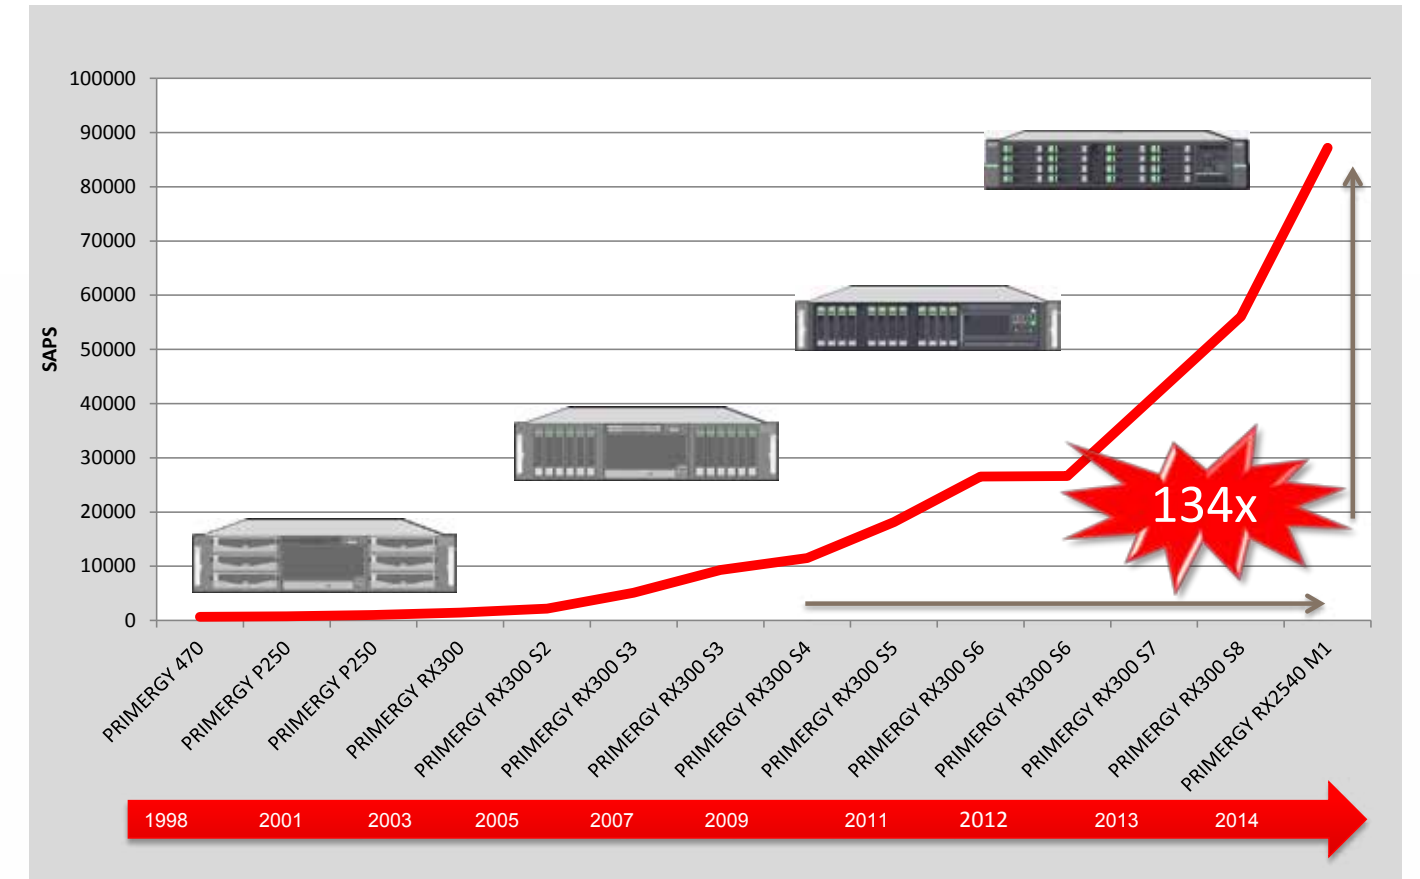 100000
90000
80000
70000
60000
50000
40000
30000
20000
10000
0
SAPS
134x
PRIMERGY 470
PRIMERGY P250
PRIMERGY P250
PRIMERGY RX300
PRIMERGY RX300 S2
PRIMERGY RX300 S3
PRIMERGY RX300 S3
PRIMERGY RX300 S4
PRIMERGY RX300 S5
PRIMERGY RX300 S6
PRIMERGY RX300 S6
PRIMERGY RX300 S7
PRIMERGY RX300 S8
PRIMERGY RX2540 M1
1998 2001 2003 2005 2007 2009 2011 2012 2013 2014